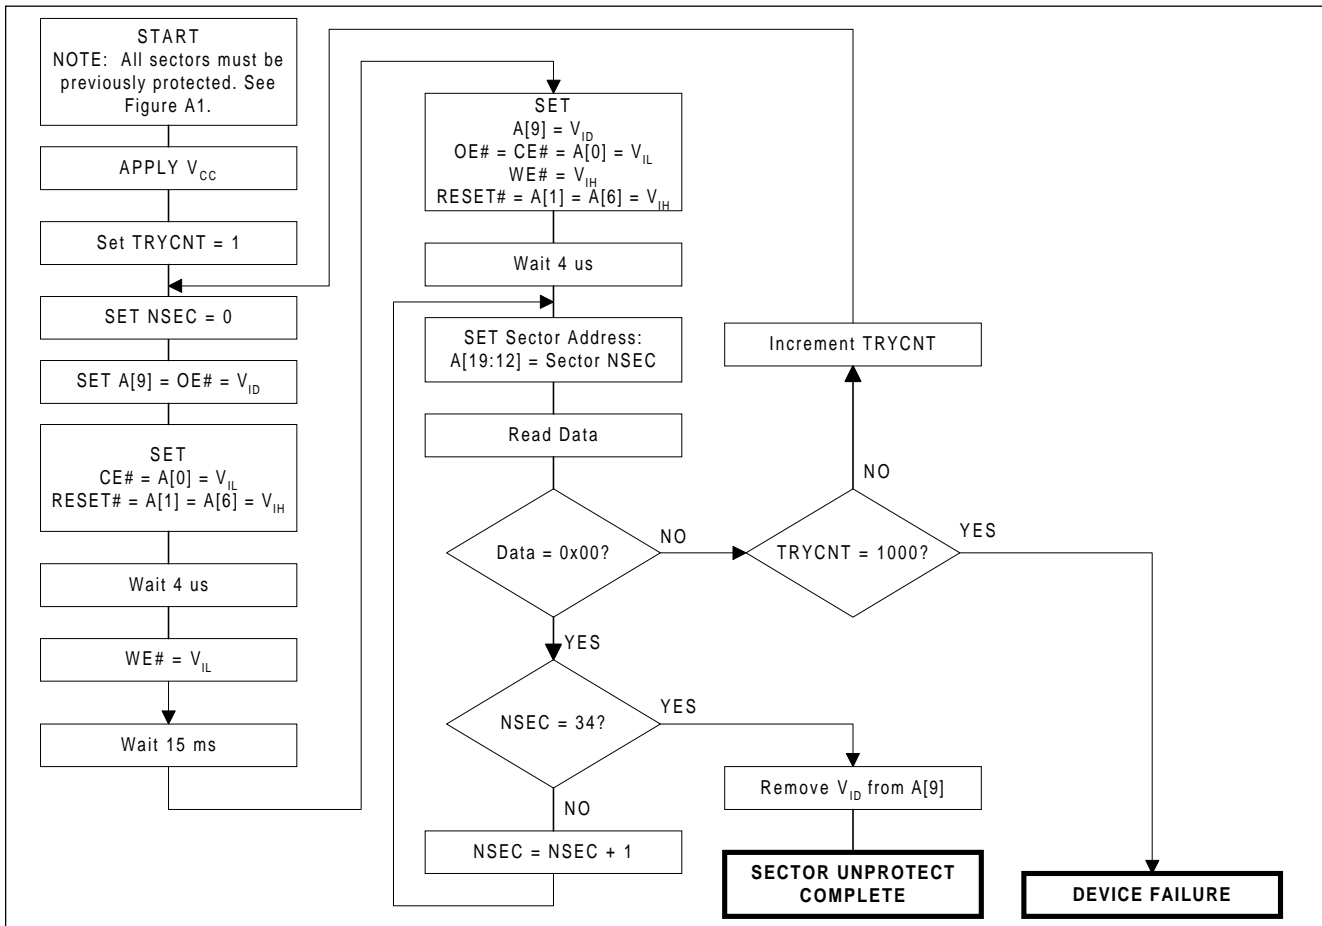 START
NOTE: All sectors must be
previously protected. See
Figure A1.
APPLY VCC
Set TRYCNT = 1
SET NSEC = 0
SET A[9] = OE# = VID
SET
CE# = A[0] = VIL
RESET# = A[1] = A[6] = VIH
Wait 4 us
WE# = VIL
Wait 15 ms
SET
A[9] = VID
OE# = CE# = A[0] = VIL
WE# = VIH
RESET# = A[1] = A[6] = VIH
Wait 4 us
SET Sector Address:
A[19:12] = Sector NSEC
Read Data
Data = 0x00?
NO
YES
NSEC = 34?
YES
NO
NSEC = NSEC + 1
Increment TRYCNT
NO
TRYCNT = 1000?
YES
Remove VID from A[9]
SECTOR UNPROTECT
COMPLETE
DEVICE FAILURE